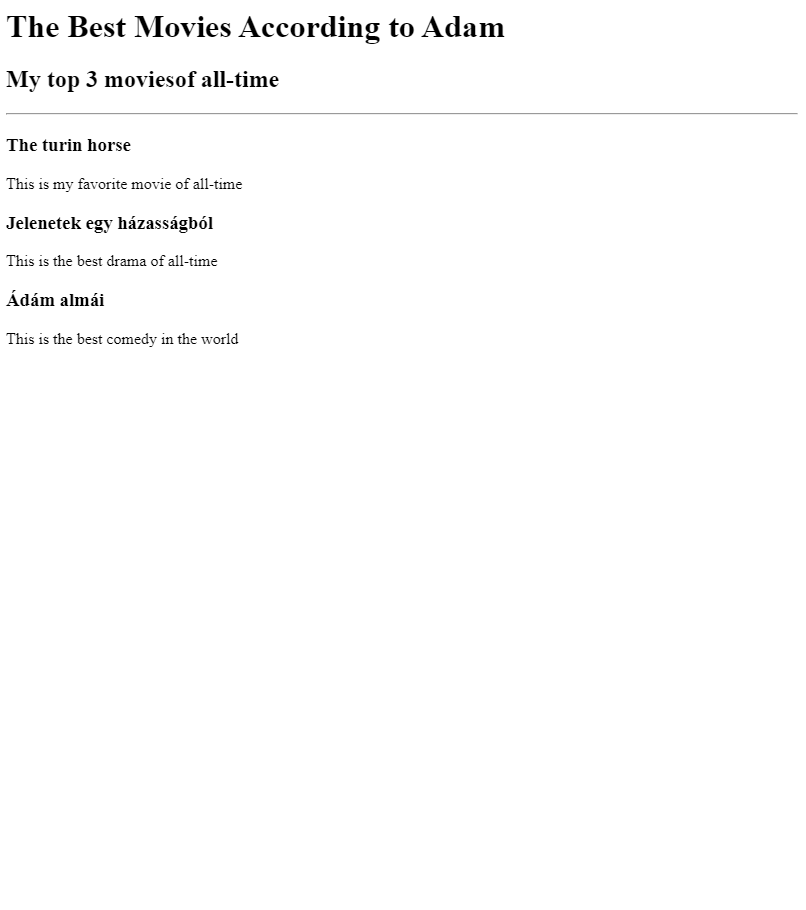 The Best Movies According to Adam
My top 3 moviesof all-time
The turin horse
This is my favorite movie of all-time
Jelenetek egy házasságból
This is the best drama of all-time
Ádám almái
This is the best comedy in the world